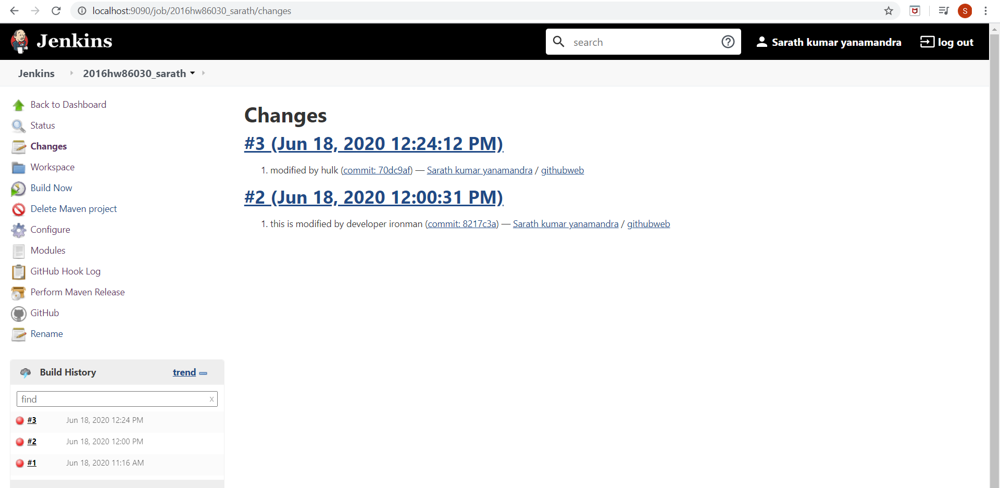 localhost:9090/job/2016hw86030_sarath/changes
S
Jenkins
search
Sarath kumar yanamandra
log out
Jenkins
2016hw86030_sarath
Back to Dashboard
Status
Changes
Workspace
Build Now
Delete Maven project
Configure
Modules
GitHub Hook Log
Perform Maven Release
GitHub
Rename
Build History
trend
find
x
#3 Jun 18, 2020 12:24 PM
#2 Jun 18, 2020 12:00 PM
#1 Jun 18, 2020 11:16 AM
Changes
#3 (Jun 18, 2020 12:24:12 PM)
1. modified by hulk (commit: 70dc9af) — Sarath kumar yanamandra / githubweb
#2 (Jun 18, 2020 12:00:31 PM)
1. this is modified by developer ironman (commit: 8217c3a) — Sarath kumar yanamandra / githubweb